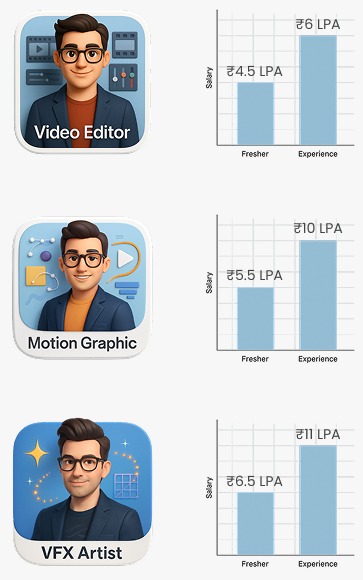 Video Editor
Salary
₹4.5 LPA
₹6 LPA
Fresher
Experience
Motion Graphic
Salary
₹5.5 LPA
₹10 LPA
Fresher
Experience
VFX Artist
Salary
₹6.5 LPA
₹11 LPA
Fresher
Experience